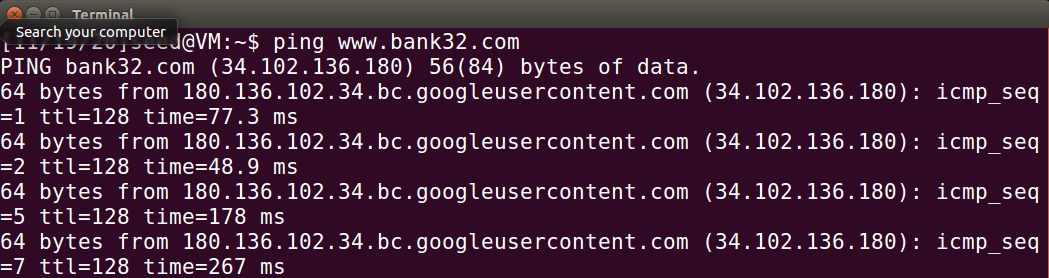 Terminal
Search your computer
[11/19/20]seed@VM:~$ ping www.bank32.com
PING bank32.com (34.102.136.180) 56(84) bytes of data.
64 bytes from 180.136.102.34.bc.googleusercontent.com (34.102.136.180): icmp_seq
=1 ttl=128 time=77.3 ms
64 bytes from 180.136.102.34.bc.googleusercontent.com (34.102.136.180): icmp_seq
=2 ttl=128 time=48.9 ms
64 bytes from 180.136.102.34.bc.googleusercontent.com (34.102.136.180): icmp_seq
=5 ttl=128 time=178 ms
64 bytes from 180.136.102.34.bc.googleusercontent.com (34.102.136.180): icmp_seq
=7 ttl=128 time=267 ms